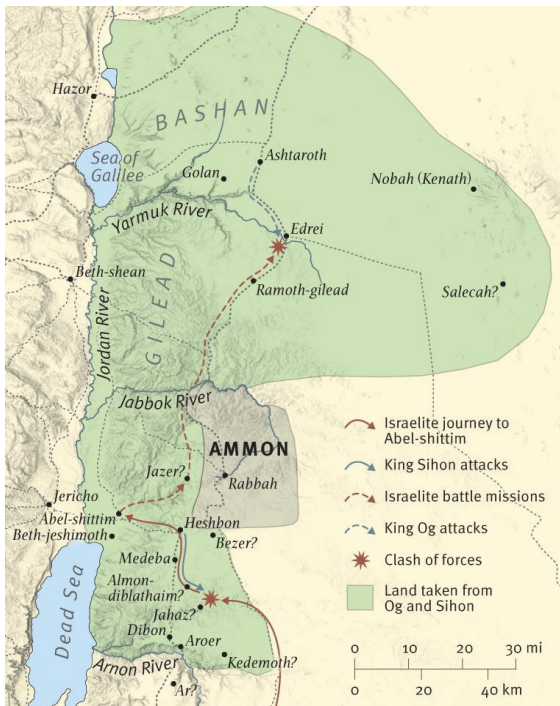 Hazor
BASHAN
Sea of
Galilee
Ashtaroth
Golan
Nobah (Kenath)
Yarmuk River
Edrei
Beth-shean
GILEAD
Ramoth-gilead
Salecah?
Jordan River
Jabbok River
AMMON
Jazer?
Rabbah
Jericho
Abel-shittim
Beth-jeshimoth
Heshbon
Bezer?
Medeba
Almon-
diblathaim?
Jahaz?
Dead Sea
Dibon
Aroer
Arnon River
Kedemoth?
Ar?
Israelite journey to
Abel-shittim
King Sihon attacks
Israelite battle missions
King Og attacks
Clash of forces
Land taken from
Og and Sihon
0 10 20 30 mi
0 20 40 km